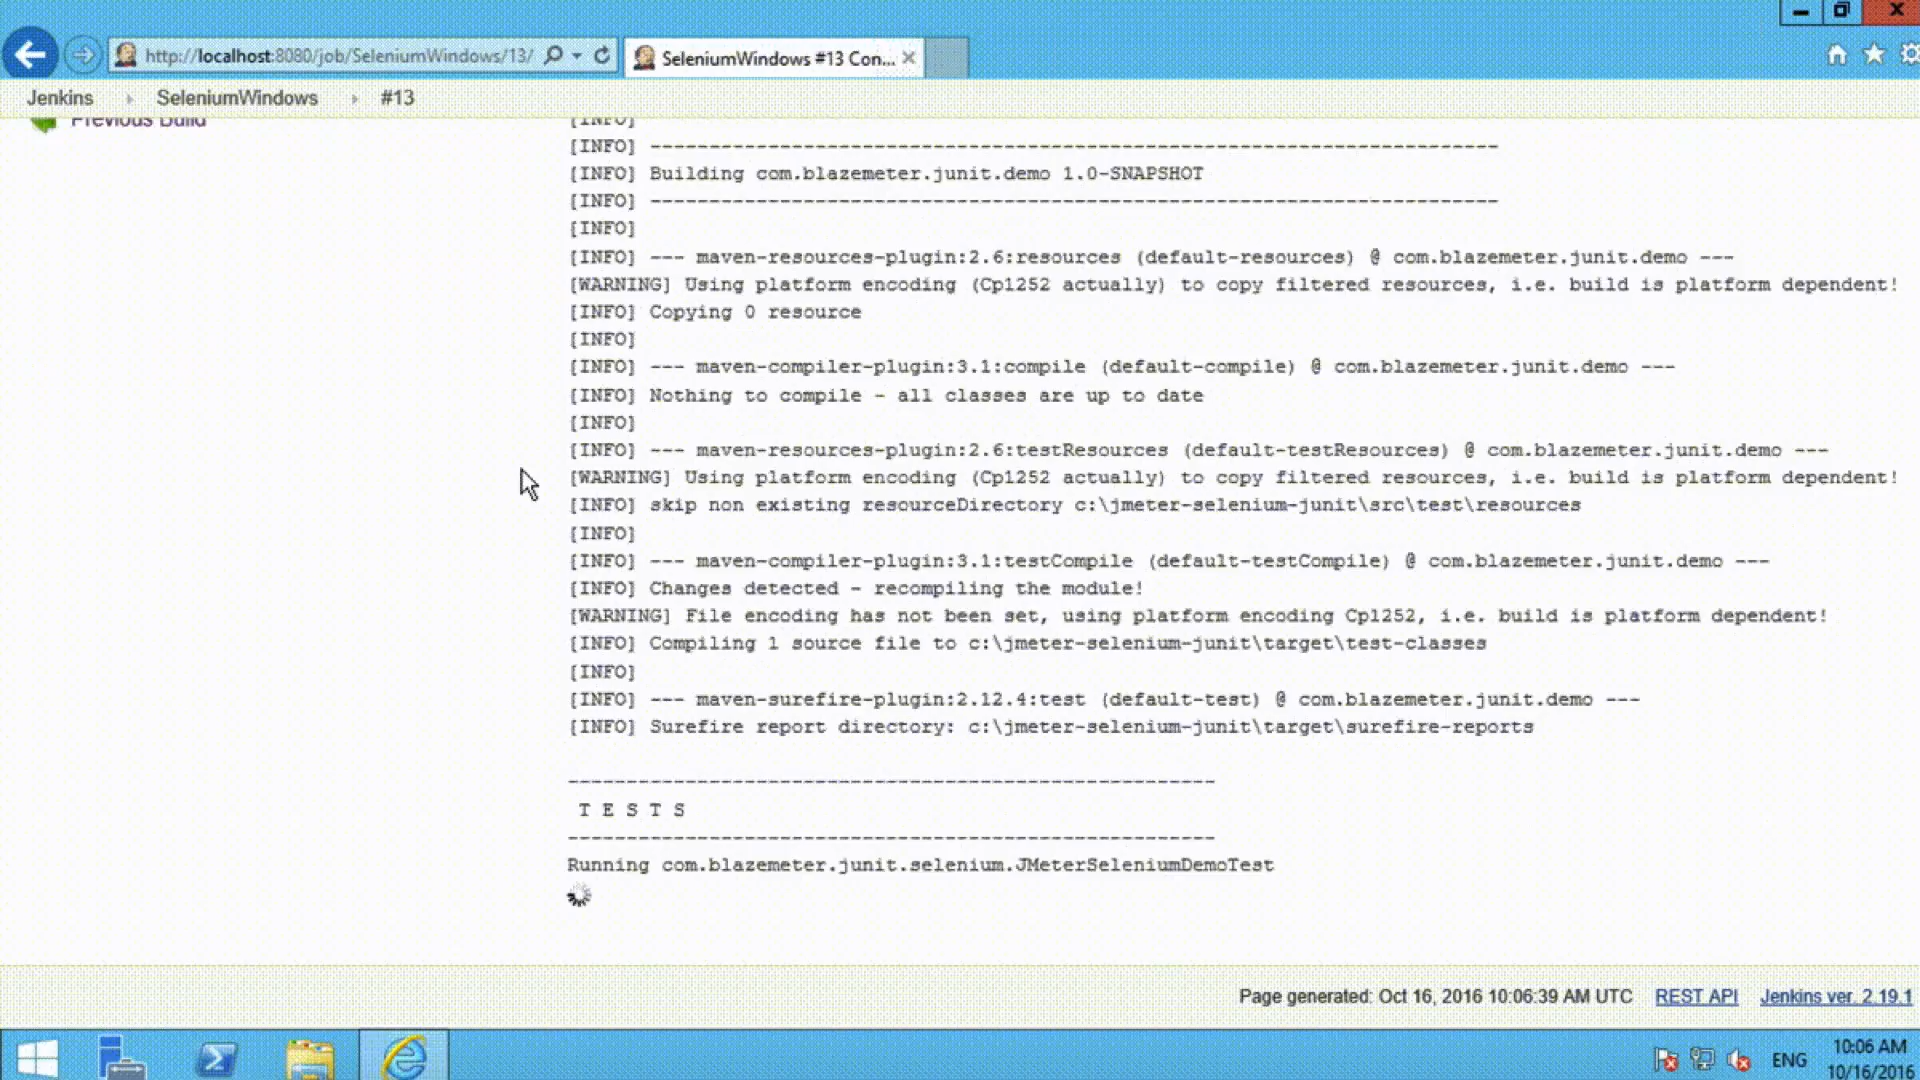 http://localhost:8080/job/SeleniumWindows/13/
SeleniumWindows #13 Con...
Jenkins
SeleniumWindows
#13
Previous Build
[INFO]
[INFO] ------------------------------------------------------------------------
[INFO] Building com.blazemeter.junit.demo 1.0-SNAPSHOT
[INFO] ------------------------------------------------------------------------
[INFO]
[INFO] --- maven-resources-plugin:2.6:resources (default-resources) @ com.blazemeter.junit.demo ---
[WARNING] Using platform encoding (Cp1252 actually) to copy filtered resources, i.e. build is platform dependent!
[INFO] Copying 0 resource
[INFO]
[INFO] --- maven-compiler-plugin:3.1:compile (default-compile) @ com.blazemeter.junit.demo ---
[INFO] Nothing to compile - all classes are up to date
[INFO]
[INFO] --- maven-resources-plugin:2.6:testResources (default-testResources) @ com.blazemeter.junit.demo ---
[WARNING] Using platform encoding (Cp1252 actually) to copy filtered resources, i.e. build is platform dependent!
[INFO] skip non existing resourceDirectory c:\jmeter-selenium-junit\src\test\resources
[INFO]
[INFO] --- maven-compiler-plugin:3.1:testCompile (default-testCompile) @ com.blazemeter.junit.demo ---
[INFO] Changes detected - recompiling the module!
[WARNING] File encoding has not been set, using platform encoding Cp1252, i.e. build is platform dependent!
[INFO] Compiling 1 source file to c:\jmeter-selenium-junit\target\test-classes
[INFO]
[INFO] --- maven-surefire-plugin:2.12.4:test (default-test) @ com.blazemeter.junit.demo ---
[INFO] Surefire report directory: c:\jmeter-selenium-junit\target\surefire-reports
-------------------------------------------------------
T E S T S
-------------------------------------------------------
Running com.blazemeter.junit.selenium.JMeterSeleniumDemoTest
Page generated: Oct 16, 2016 10:06:39 AM UTC REST API Jenkins ver. 2.19.1
ENG
10:06 AM
10/16/2016